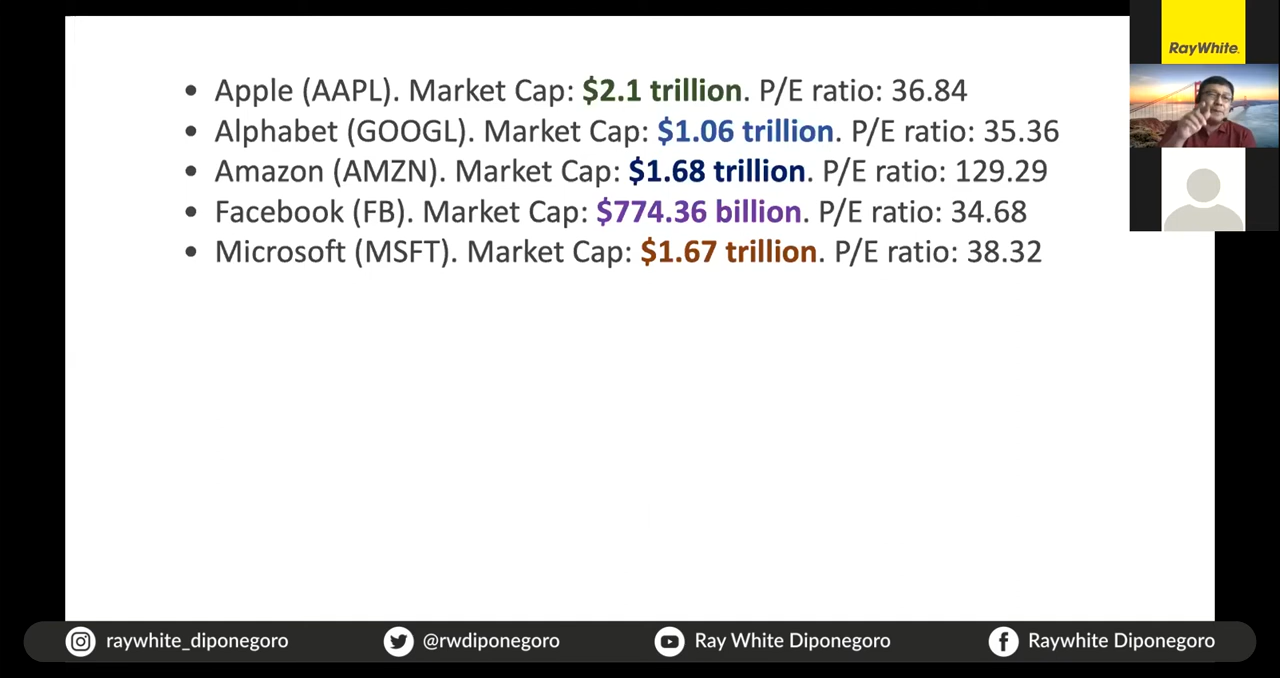 • Apple (AAPL). Market Cap: $2.1 trillion. P/E ratio: 36.84
• Alphabet (GOOGL). Market Cap: $1.06 trillion. P/E ratio: 35.36
• Amazon (AMZN). Market Cap: $1.68 trillion. P/E ratio: 129.29
• Facebook (FB). Market Cap: $774.36 billion. P/E ratio: 34.68
• Microsoft (MSFT). Market Cap: $1.67 trillion. P/E ratio: 38.32
RayWhite.
raywhite_diponegoro
@rwdiponegoro
Ray White Diponegoro
Raywhite Diponegoro